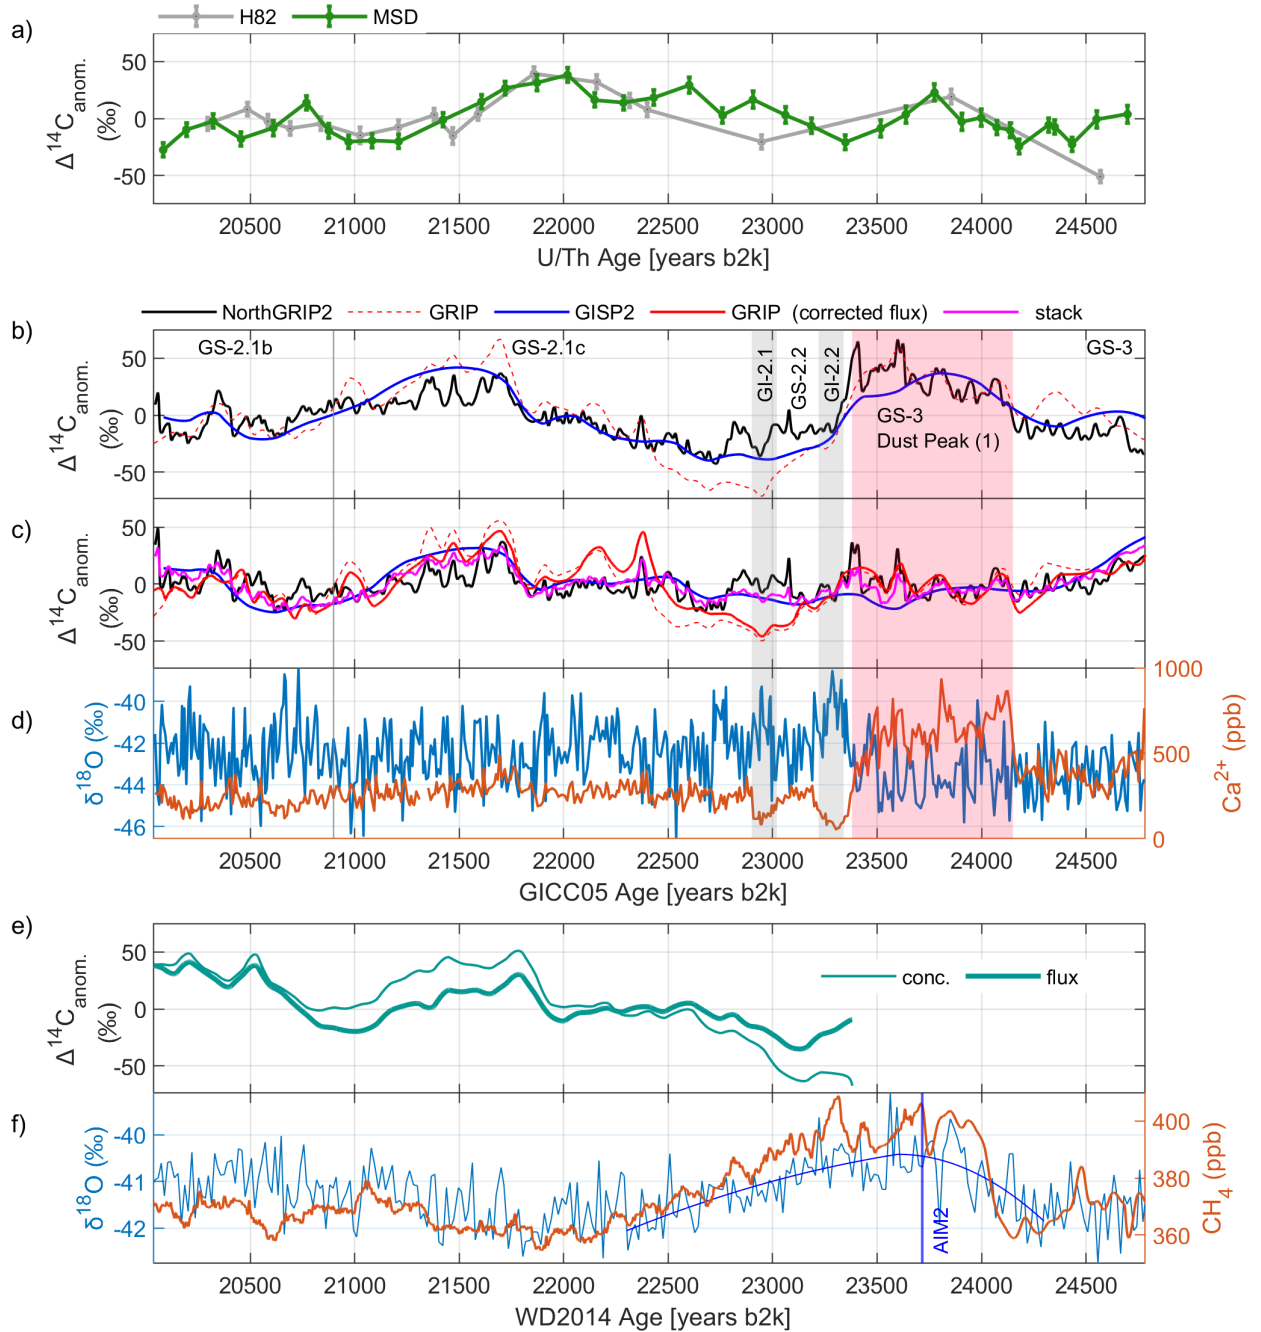 H82 MSD
a)
Δ14Canom.
(‰)
50
0
-50
20500 21000 21500 22000 22500 23000 23500 24000 24500
U/Th Age [years b2k]
NorthGRIP2 GRIP GISP2 GRIP (corrected flux) stack
b)
Δ14Canom.
(‰)
50
0
-50
GS-2.1b
GS-2.1c
GI-2.1
GS-2.2
GI-2.2
GS-3
GS-3
Dust Peak (1)
c)
Δ14Canom.
(‰)
50
0
-50
d)
δ18O (‰)
-40
-42
-44
-46
1000
500
0
Ca2+ (ppb)
20500 21000 21500 22000 22500 23000 23500 24000 24500
GICC05 Age [years b2k]
e)
Δ14Canom.
(‰)
50
0
-50
conc. flux
f)
δ18O (‰)
-40
-41
-42
AIM2
400
380
360
CH4 (ppb)
20500 21000 21500 22000 22500 23000 23500 24000 24500
WD2014 Age [years b2k]